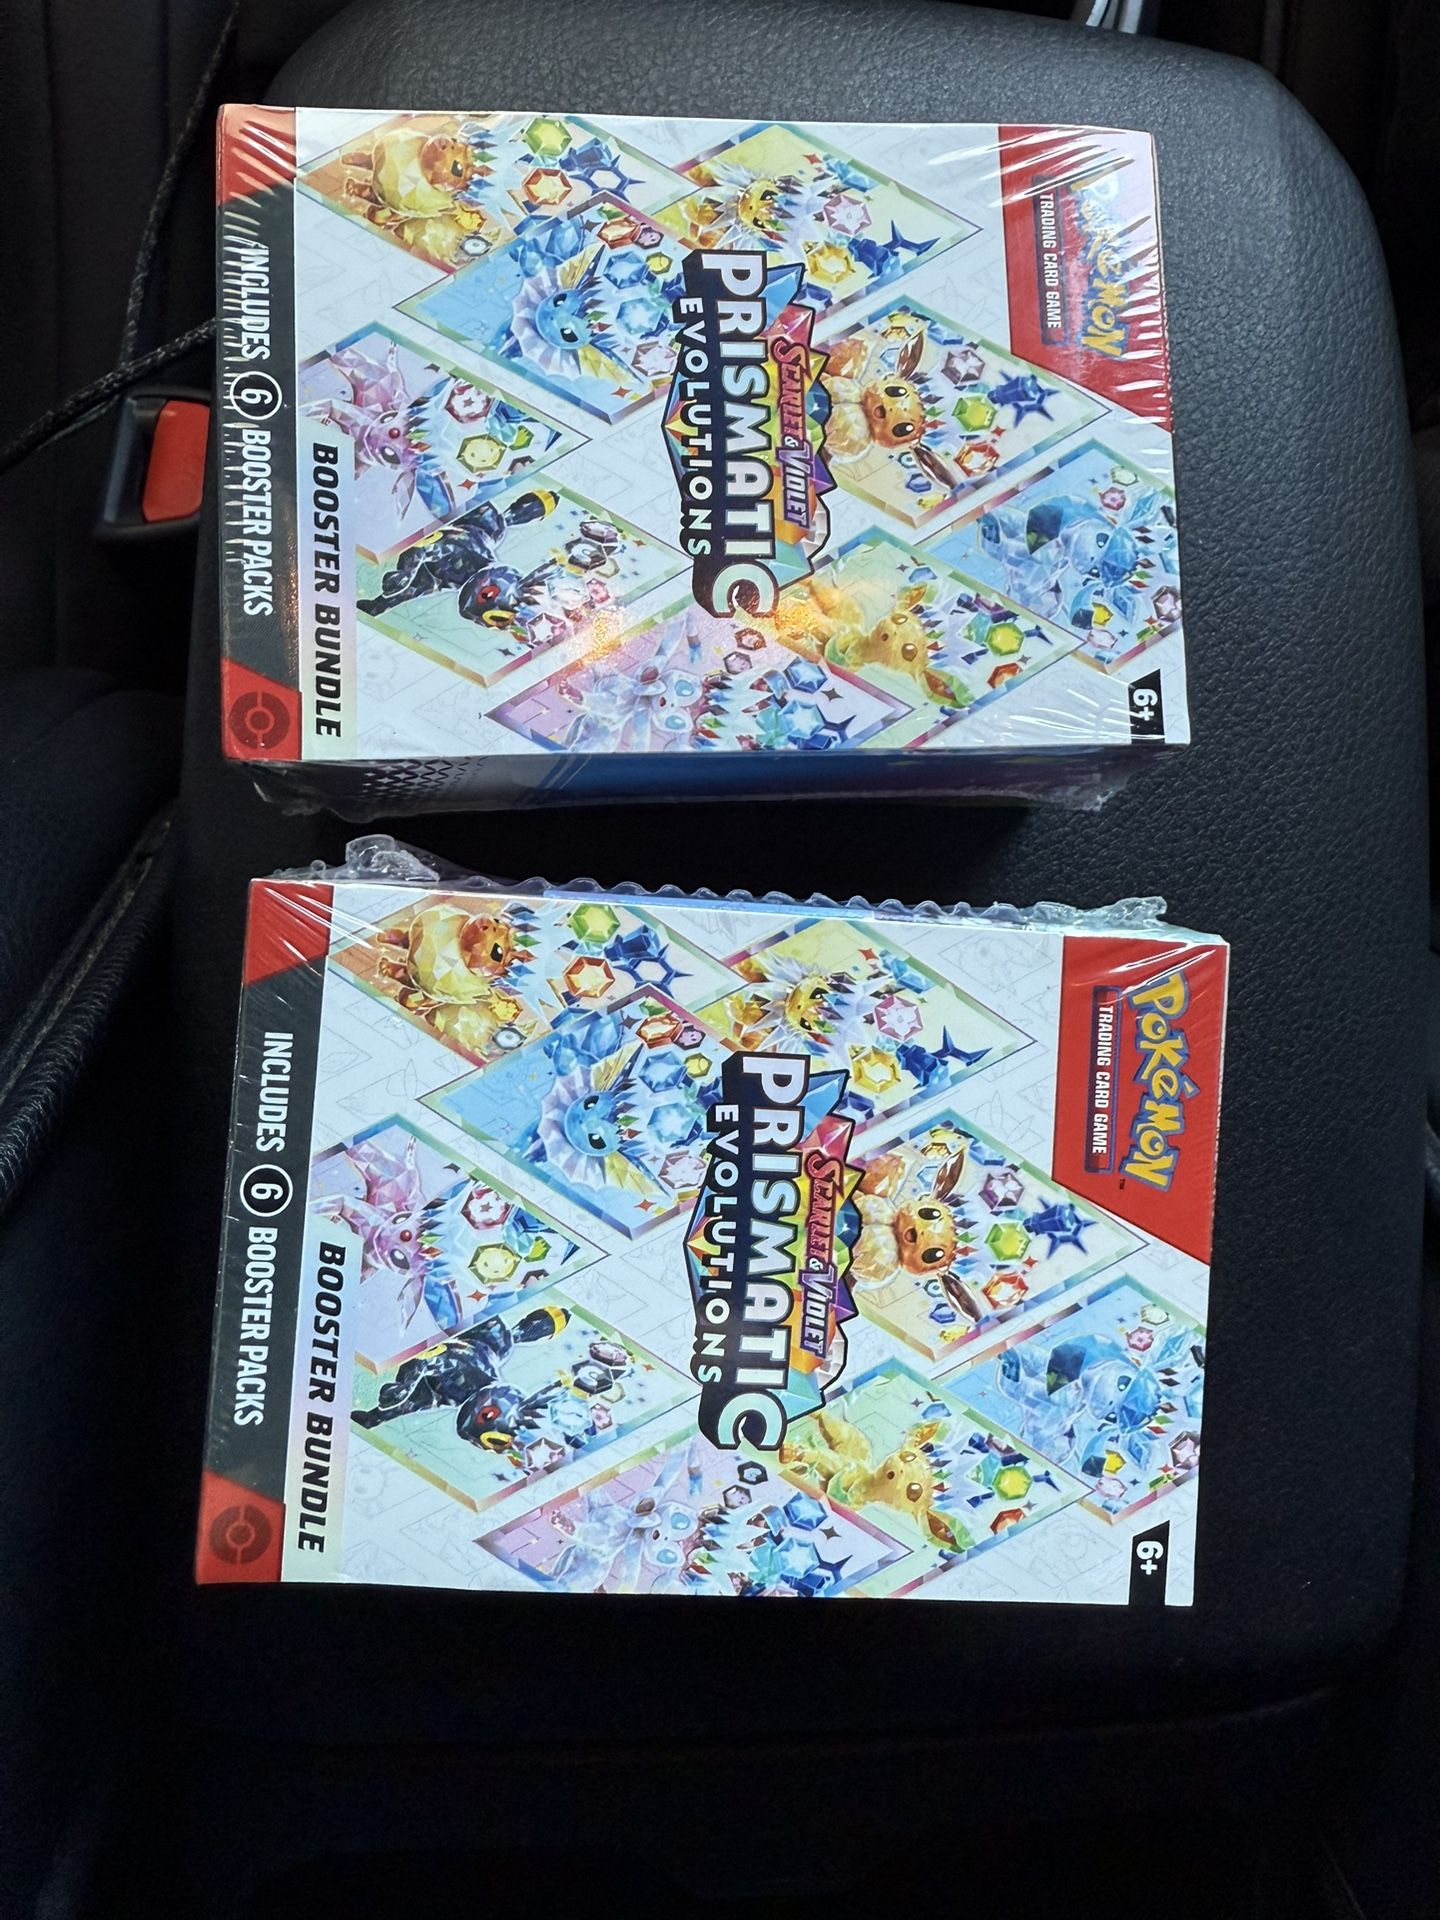 POKéMON
TRADING CARD GAME
SCARLET & VIOLET
PRISMATIC
EVOLUTIONS
6+
BOOSTER BUNDLE
INCLUDES 6 BOOSTER PACKS
POKéMON™
TRADING CARD GAME
SCARLET & VIOLET
PRISMATIC
EVOLUTIONS
6+
BOOSTER BUNDLE
INCLUDES 6 BOOSTER PACKS